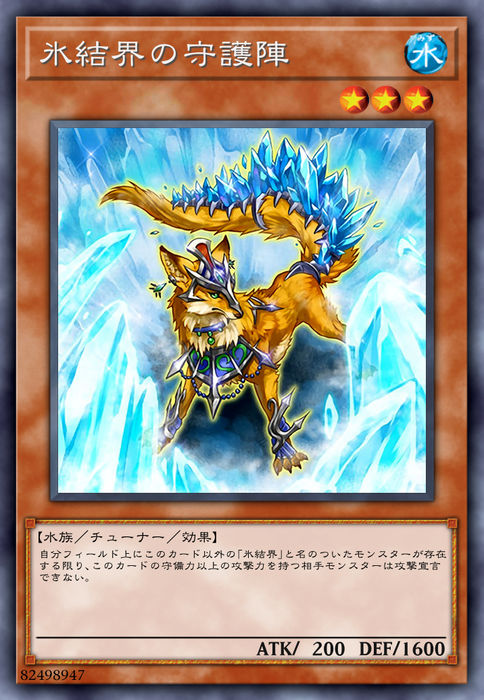 氷結界の守護陣
水
【水族／チューナー／効果】
自分フィールド上にこのカード以外の「氷結界」と名のついたモンスターが存在
する限り、このカードの守備力以上の攻撃力を持つ相手モンスターは攻撃宣言
できない。
ATK/ 200 DEF/1600
82498947